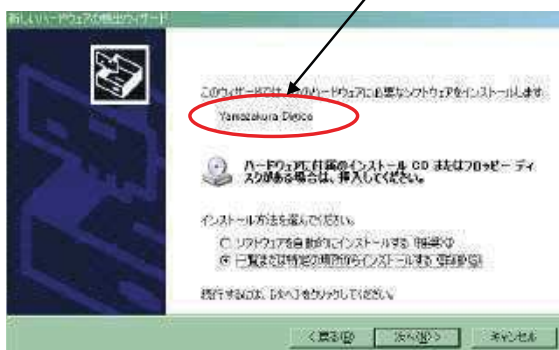 新しいハードウェアの検出ウィザード
このウィザードでは、次のハードウェアに必要なソフトウェアをインストールします:
Yamazakura
ハードウェアに付属のインストール CD またはフロッピー ディ
スクがある場合は、挿入してください。
インストール方法を選んでください。
ソフトウェアを自動的にインストールする (推奨)(I)
一覧または特定の場所からインストールする (詳細)(S)
続行するには、[次へ] をクリックしてください。
< 戻る(B)
次へ(N) >
キャンセル